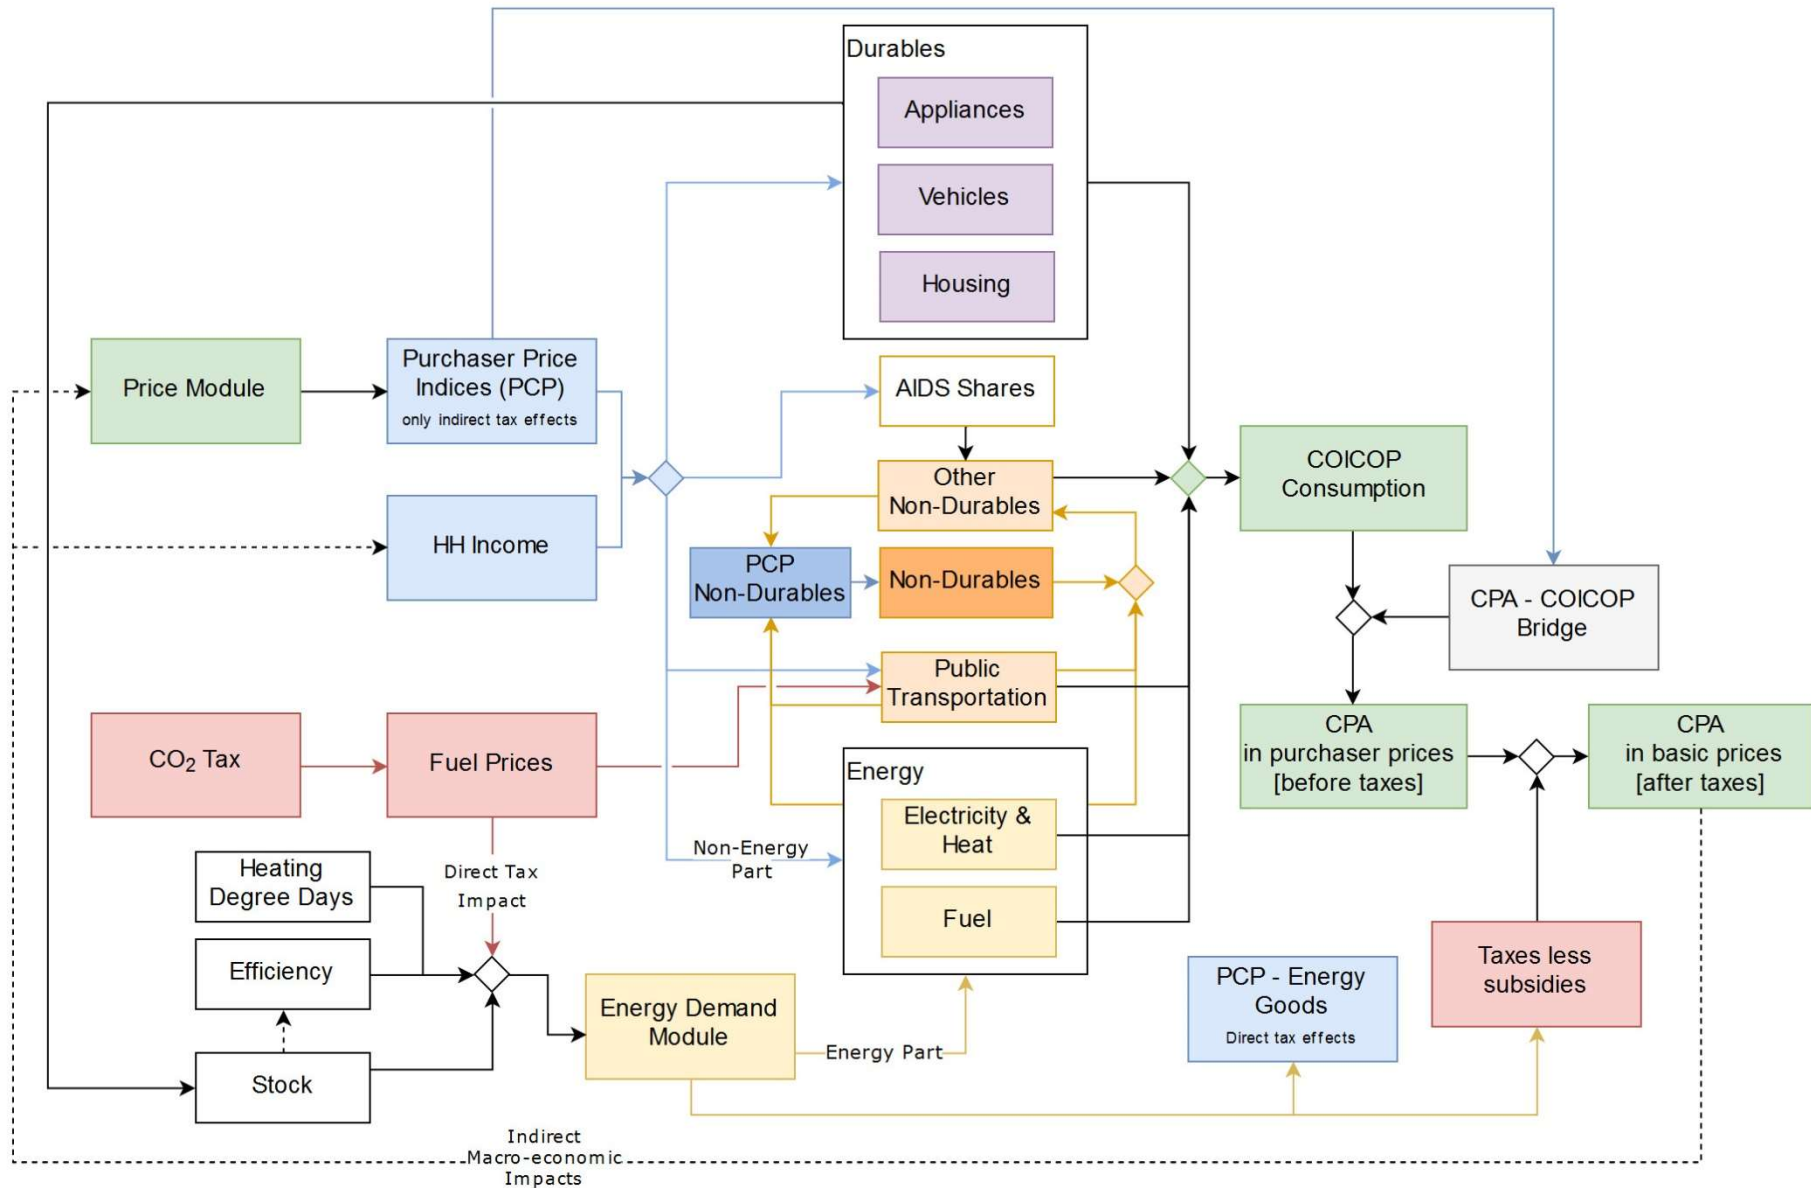 Durables
Appliances
Vehicles
Housing
Price Module
Purchaser Price
Indices (PCP)
only indirect tax effects
AIDS Shares
HH Income
Other
Non-Durables
COICOP
Consumption
PCP
Non-Durables
Non-Durables
CPA - COICOP
Bridge
Public
Transportation
CO₂ Tax
Fuel Prices
CPA
in purchaser prices
[before taxes]
CPA
in basic prices
[after taxes]
Energy
Electricity &
Heat
Fuel
Non-Energy
Part
Direct Tax
Impact
Heating
Degree Days
Efficiency
Stock
Energy Demand
Module
Energy Part
PCP - Energy
Goods
Direct tax effects
Taxes less
subsidies
Indirect
Macro-economic
Impacts